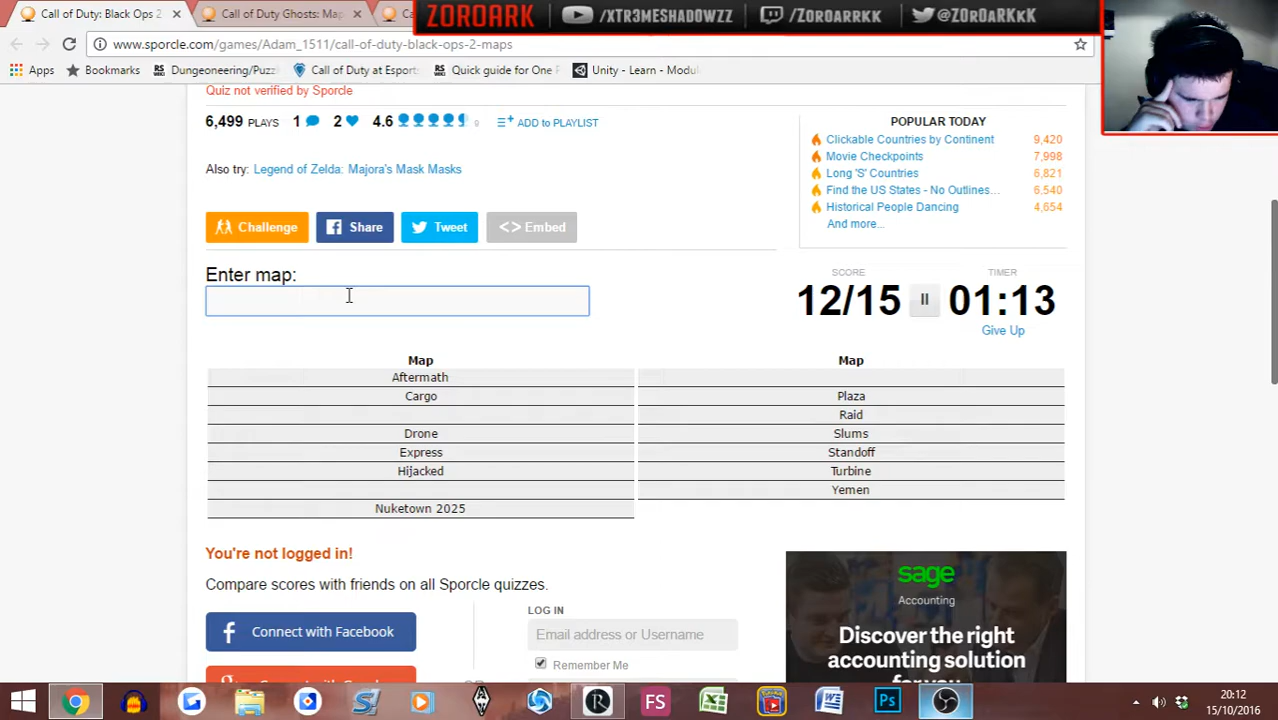 Call of Duty: Black Ops 2
Call of Duty Ghosts: Map
Ca
ZOROARK
/XTR3MESHADOWZZ
/Zor0arrkk
@Z0r0aRKkK
www.sporcle.com/games/Adam_1511/call-of-duty-black-ops-2-maps
Apps
Bookmarks
Dungeoneering/Puzz
Call of Duty at Esport
Quick guide for One
Unity - Learn - Modul
Quiz not verified by Sporcle
6,499 PLAYS 1 2 4.6 0 ADD to PLAYLIST
Also try: Legend of Zelda: Majora's Mask Masks
POPULAR TODAY
Clickable Countries by Continent 9,420
Movie Checkpoints 7,998
Long 'S' Countries 6,821
Find the US States - No Outlines... 6,540
Historical People Dancing 4,654
And more...
Challenge
Share
Tweet
<> Embed
Enter map:
SCORE
12/15
TIMER
01:13
Give Up
Map
Aftermath
Cargo
Drone
Express
Hijacked
Nuketown 2025
Map
Plaza
Raid
Slums
Standoff
Turbine
Yemen
You're not logged in!
Compare scores with friends on all Sporcle quizzes.
Connect with Facebook
LOG IN
Email address or Username
Remember Me
sage
Accounting
Discover the right
accounting solution
20:12
15/10/2016